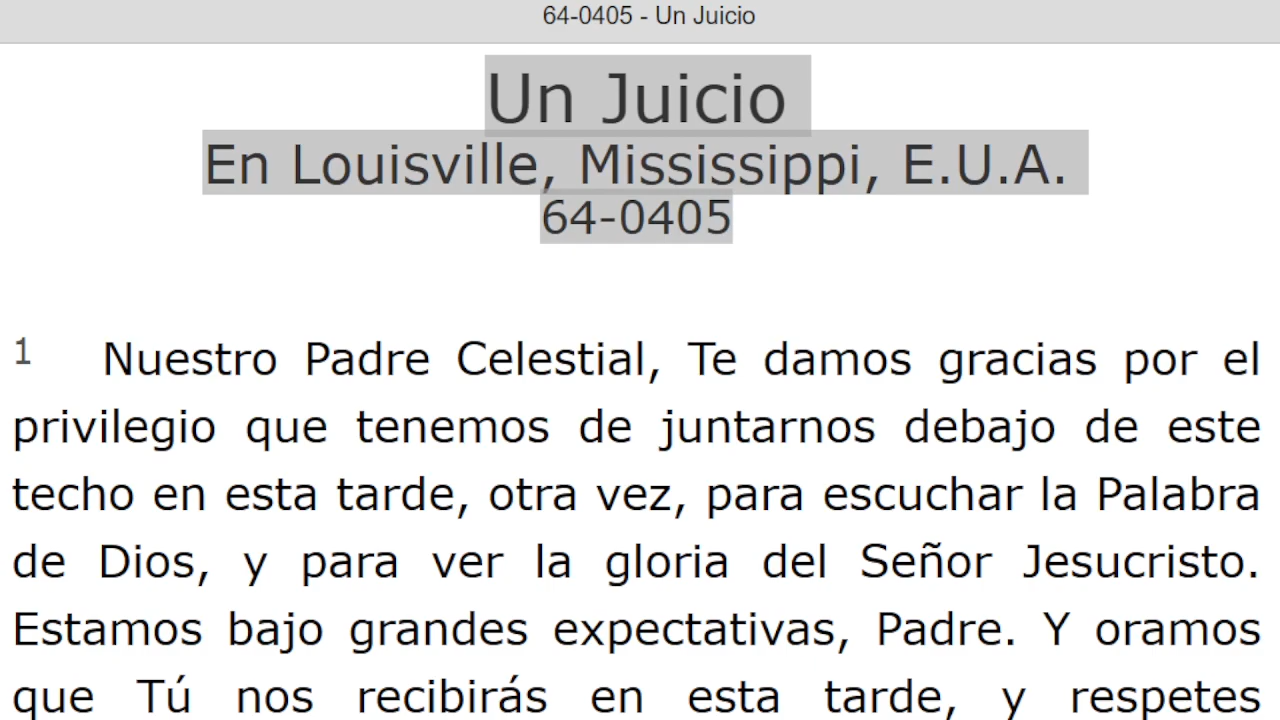 64-0405 - Un Juicio
Un Juicio
En Louisville, Mississippi, E.U.A.
64-0405
1 Nuestro Padre Celestial, Te damos gracias por el
privilegio que tenemos de juntarnos debajo de este
techo en esta tarde, otra vez, para escuchar la Palabra
de Dios, y para ver la gloria del Señor Jesucristo.
Estamos bajo grandes expectativas, Padre. Y oramos
que Tú nos recibirás en esta tarde, y respetes